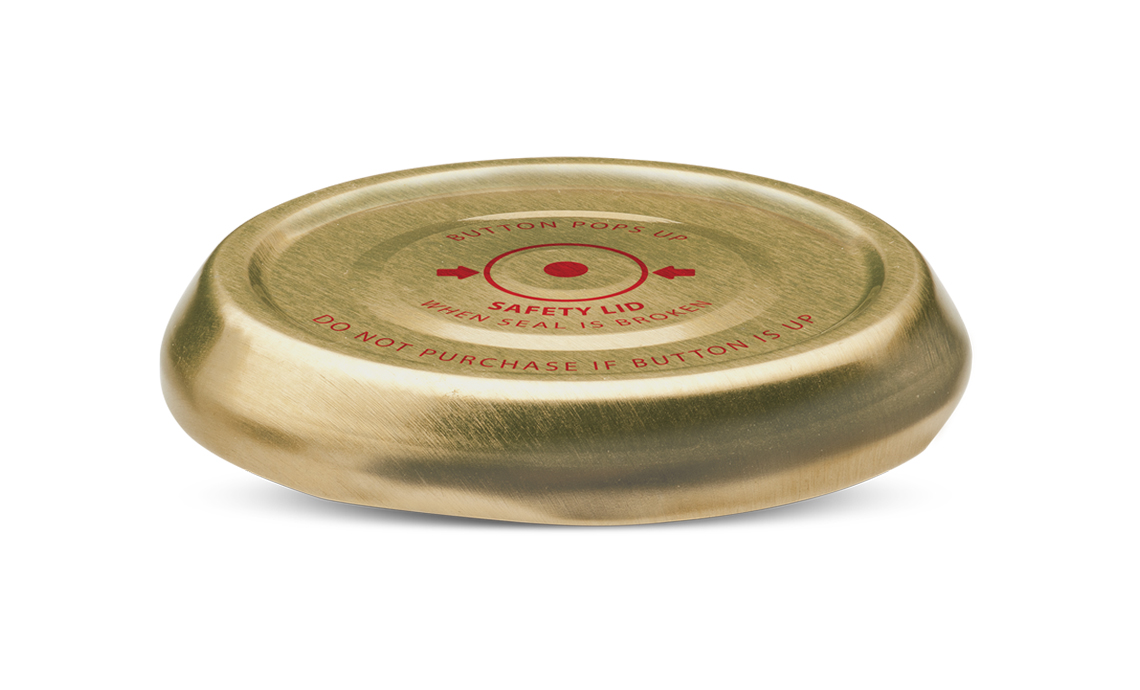 BUTTON POPS UP
SAFETY LID
WHEN SEAL IS BROKEN
DO NOT PURCHASE IF BUTTON IS UP